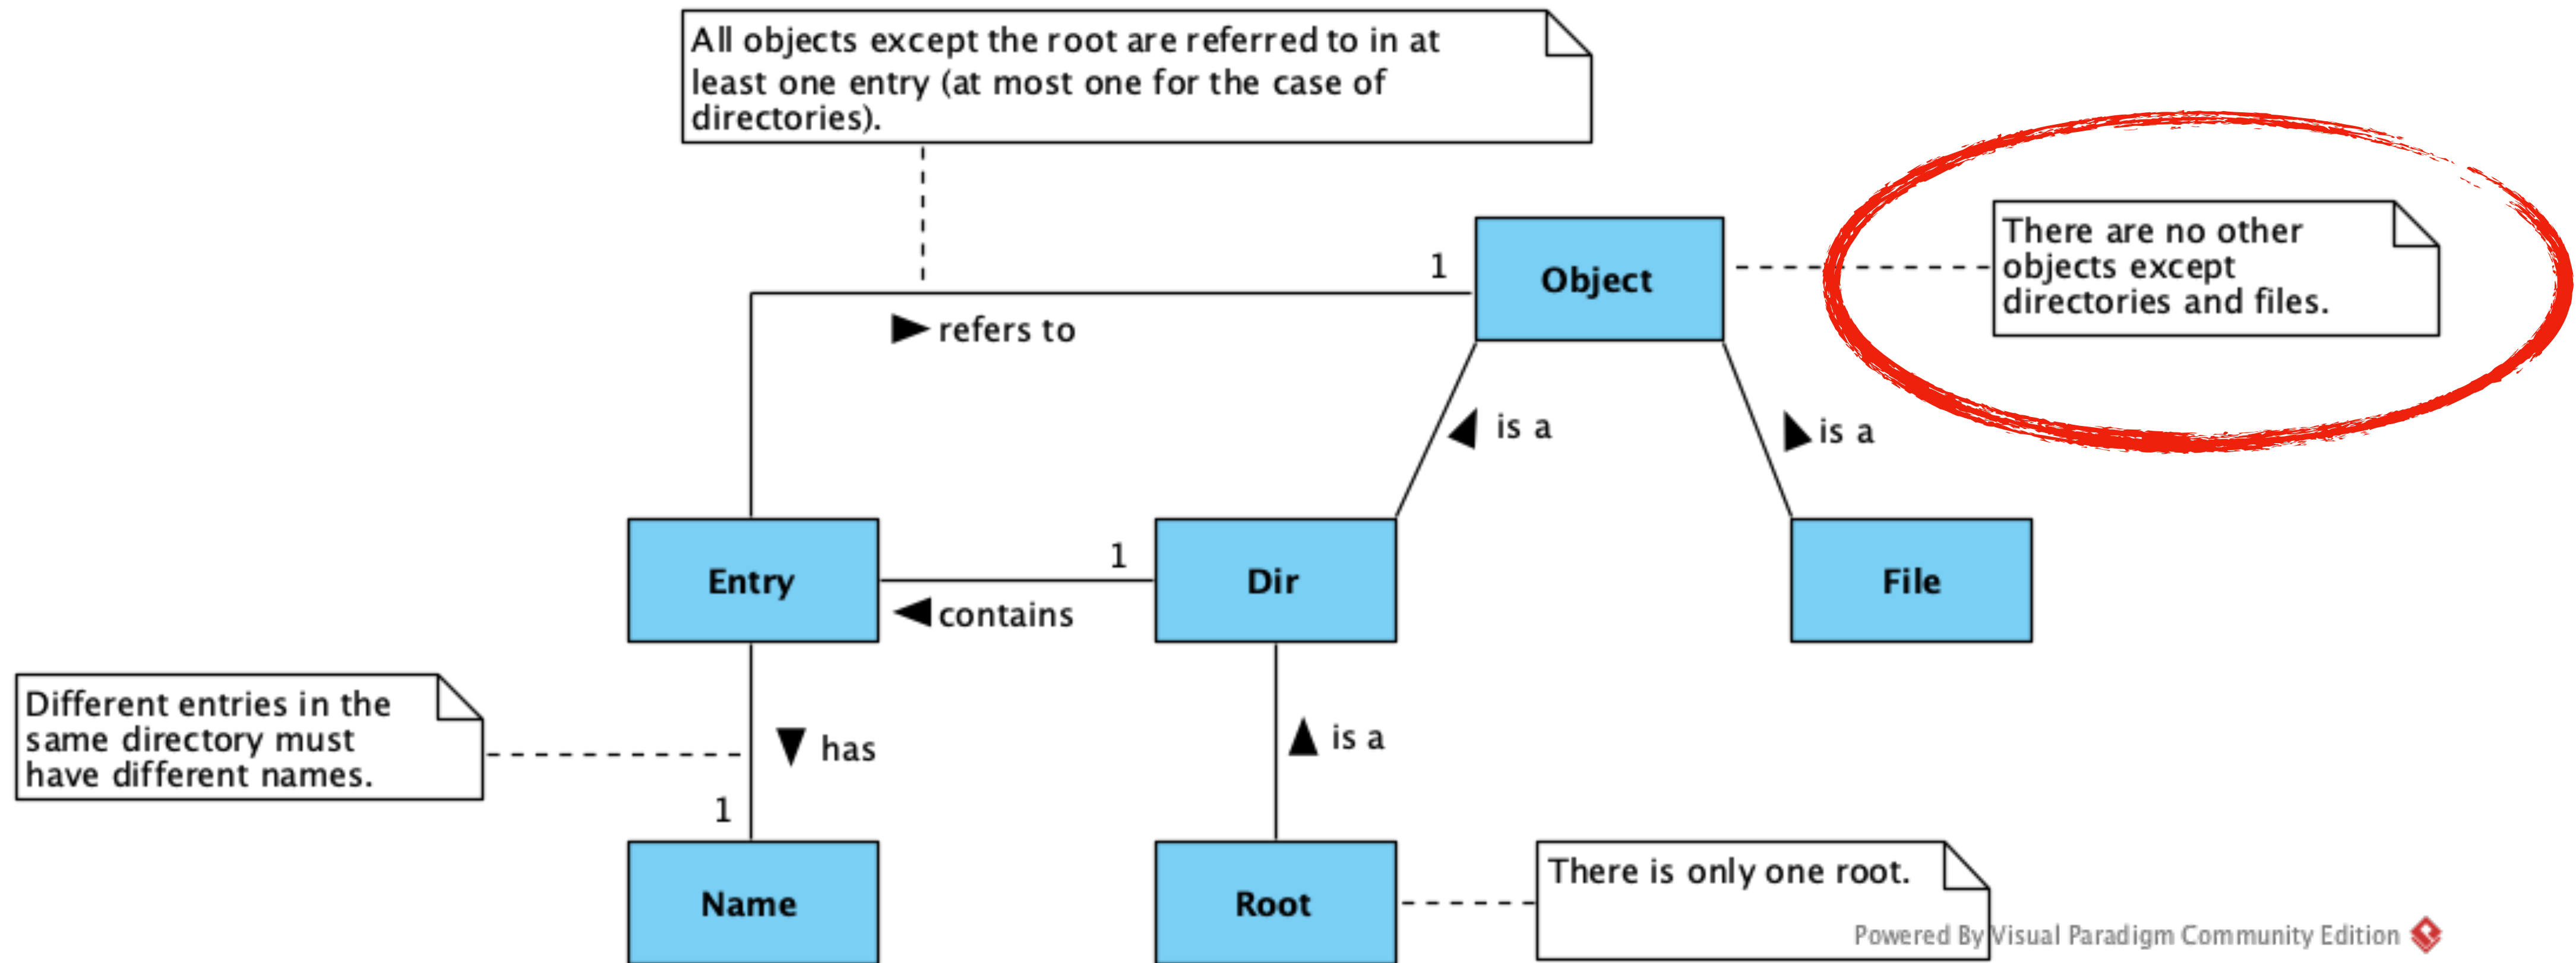 All objects except the root are referred to in at
least one entry (at most one for the case of
directories).
There are no other
objects except
directories and files.
1
Object
refers to
is a
is a
1
Entry
Dir
File
contains
Different entries in the
same directory must
have different names.
has
is a
1
Name
Root
There is only one root.
Powered By Visual Paradigm Community Edition